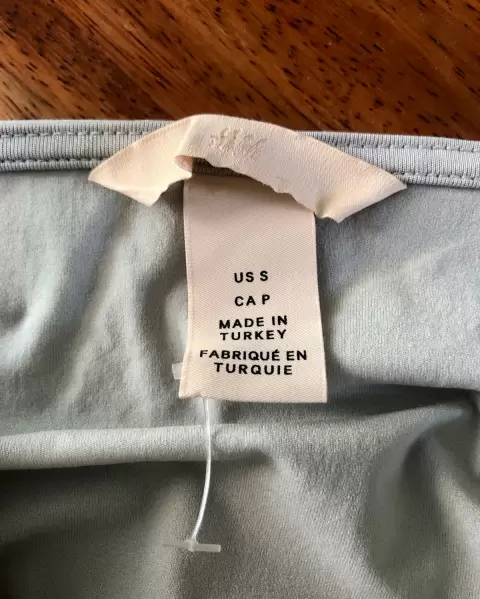 H&M
US S
CA P
MADE IN
TURKEY
FABRIQUÉ EN
TURQUIE